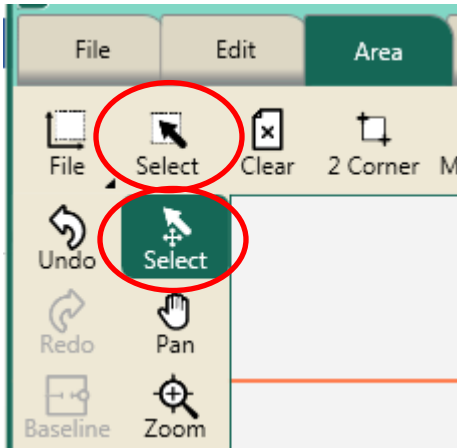 File Edit Area
File Select Clear 2 Corner M
Undo Select
Redo Pan
Baseline Zoom